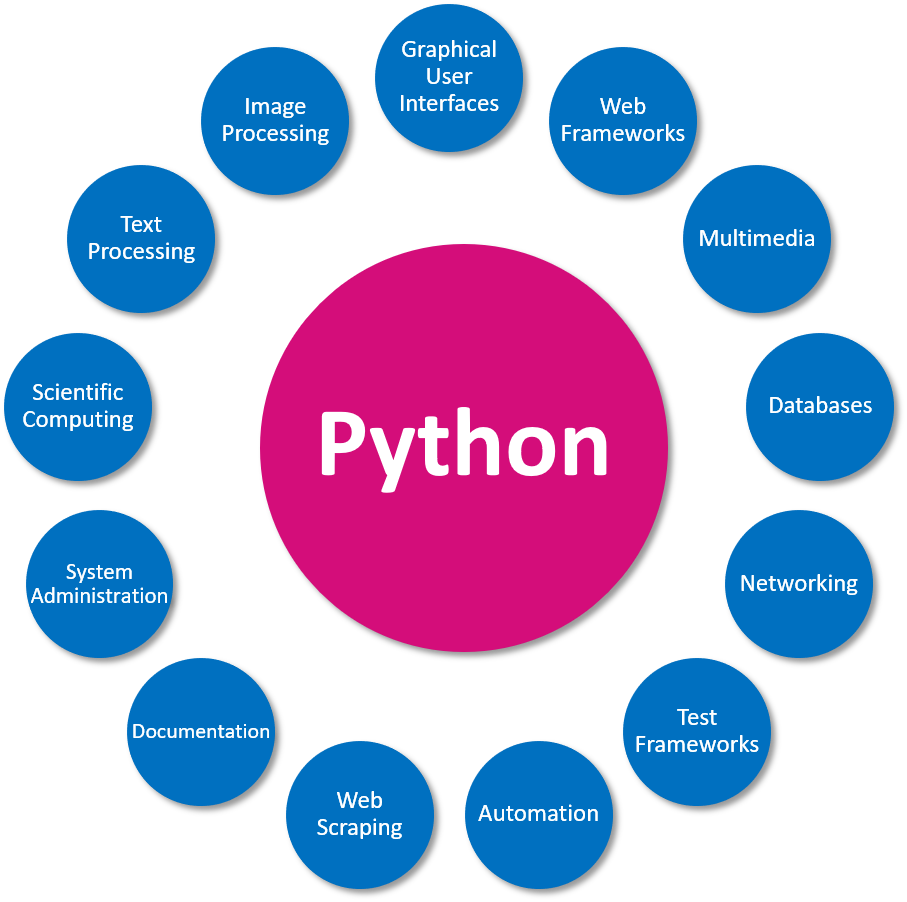 Graphical
User
Interfaces
Web
Frameworks
Multimedia
Databases
Networking
Test
Frameworks
Automation
Web
Scraping
Documentation
System
Administration
Scientific
Computing
Text
Processing
Image
Processing
Python